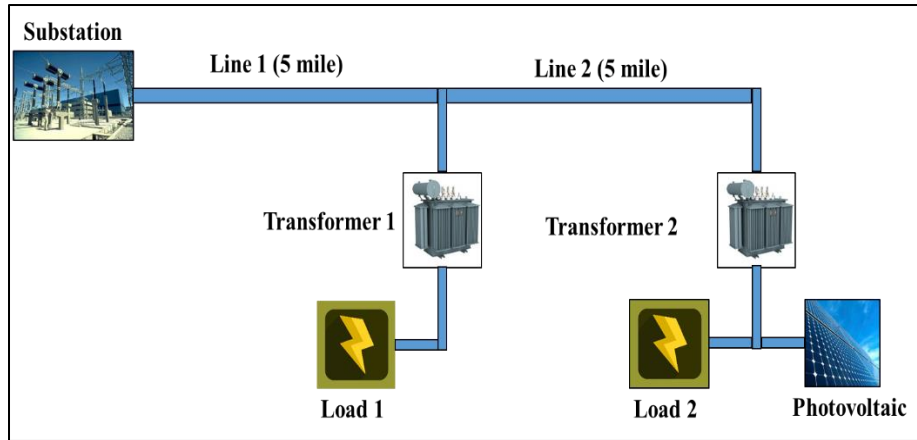 Substation
Line 1 (5 mile)
Line 2 (5 mile)
Transformer 1
Transformer 2
Load 1
Load 2
Photovoltaic